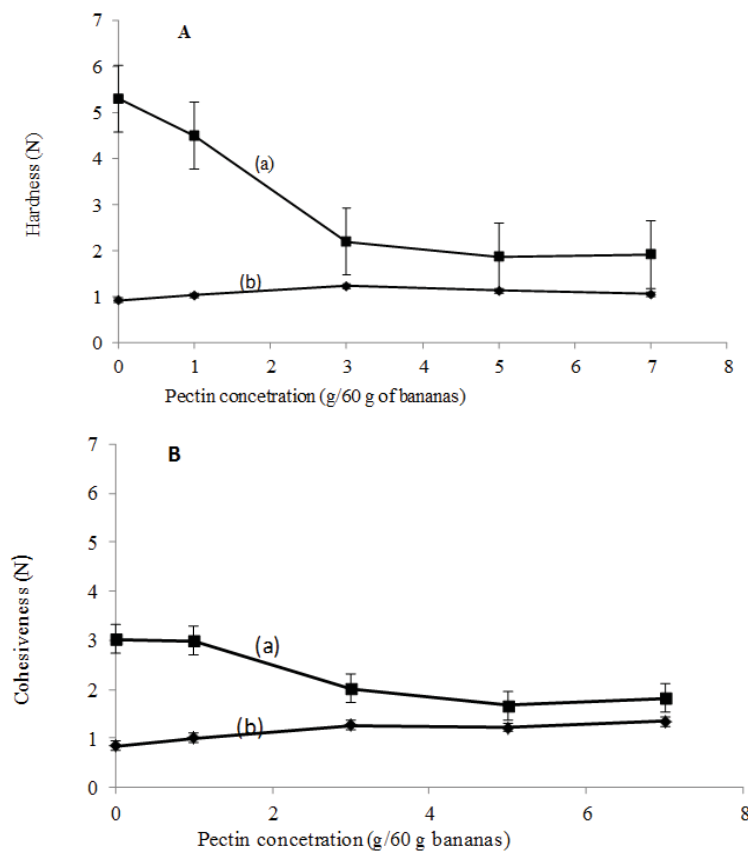 A
7
6
5
4
3
2
1
0
Hardness (N)
(a)
(b)
0 1 2 3 4 5 6 7 8
Pectin concetration (g/60 g of bananas)
B
7
6
5
4
3
2
1
0
Cohesiveness (N)
(a)
(b)
0 2 4 6 8
Pectin concetration (g/60 g bananas)